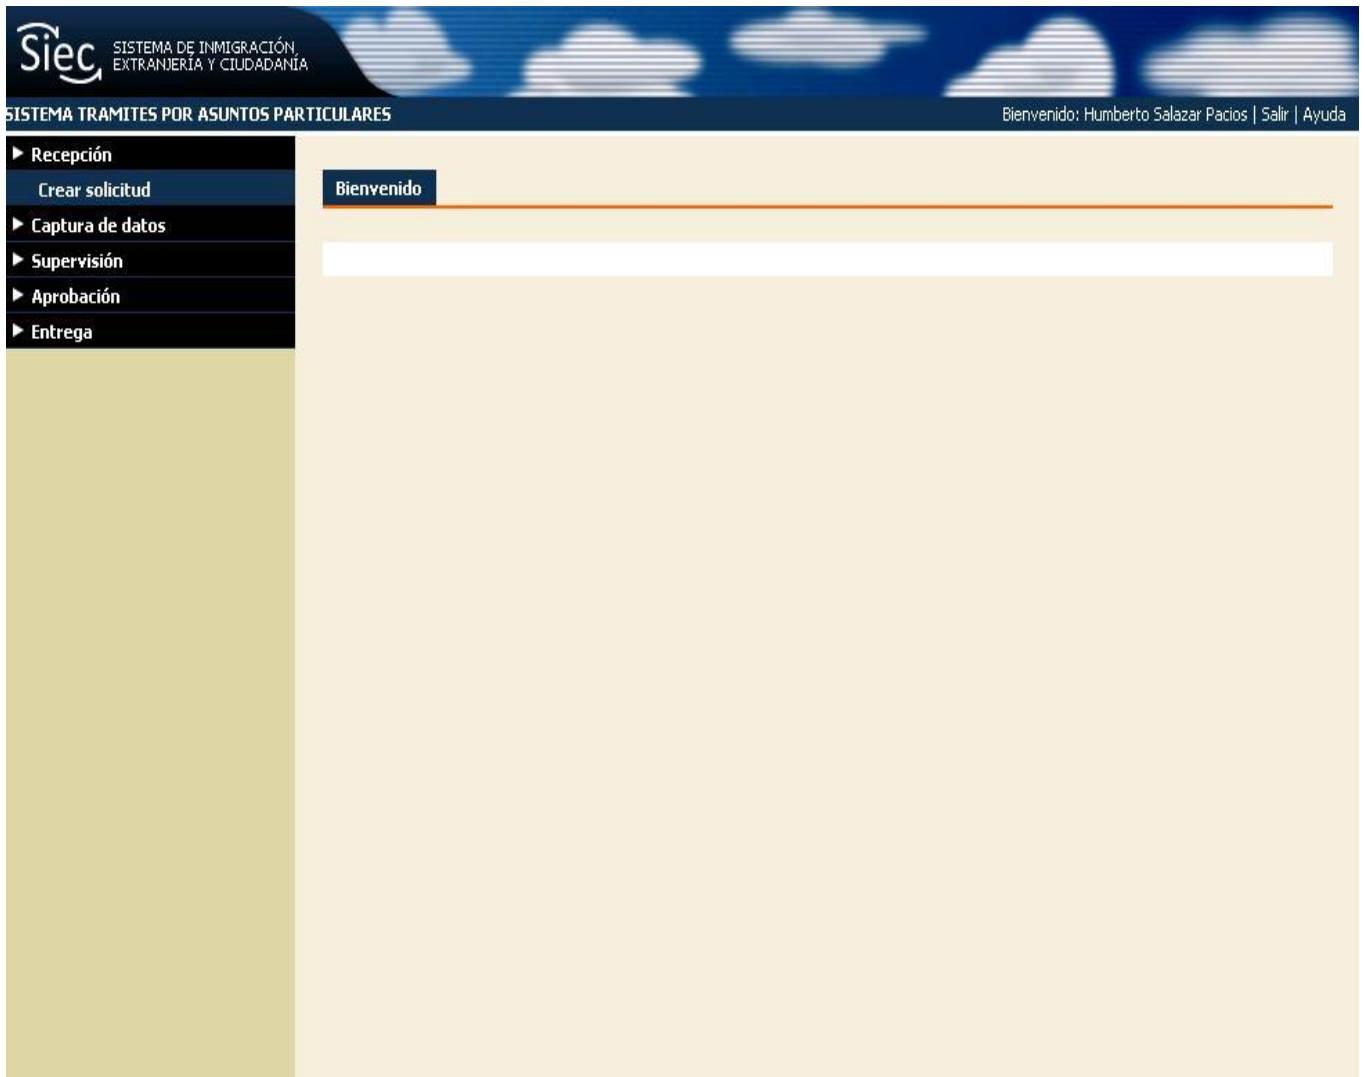 Siec
SISTEMA DE INMIGRACIÓN,
EXTRANJERÍA Y CIUDADANÍA
SISTEMA TRAMITES POR ASUNTOS PARTICULARES
Bienvenido: Humberto Salazar Pacios | Salir | Ayuda
Recepción
Crear solicitud
Captura de datos
Supervisión
Aprobación
Entrega
Bienvenido